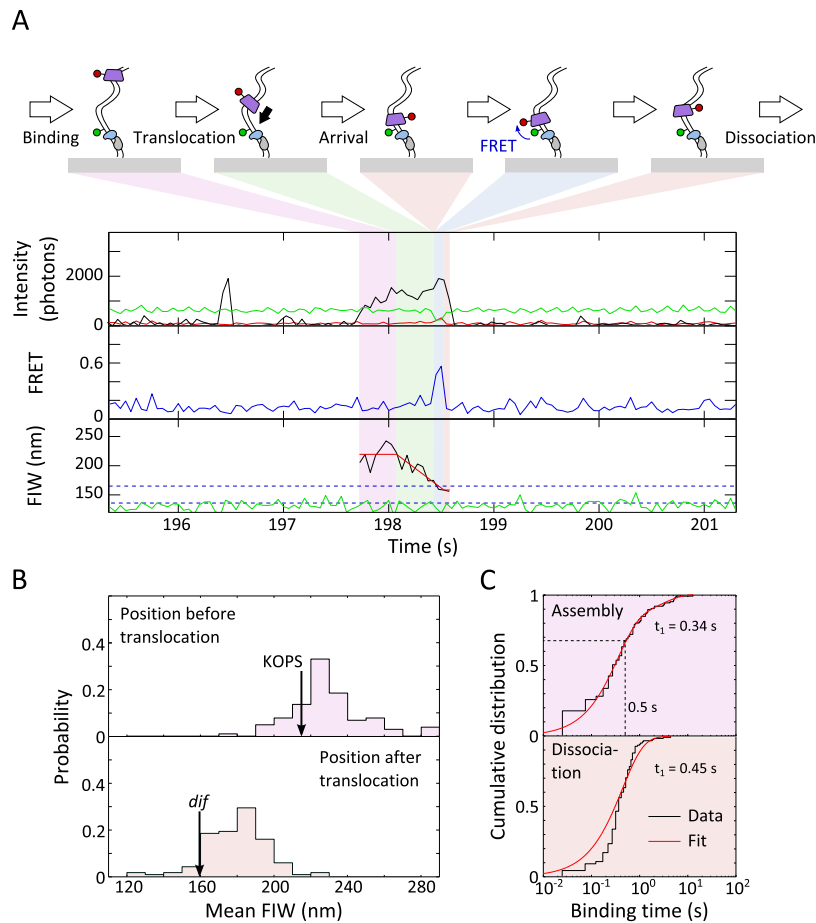 A
Binding
Translocation
Arrival
FRET
Dissociation
Intensity
(photons)
2000
0
FRET
0.6
0
FIW (nm)
250
200
150
196
197
198
199
200
201
Time (s)
B
Position before
translocation
KOPS
0.4
0.2
0
Probability
Position after
translocation
dif
0.4
0.2
0
110
120
160
200
240
280
Mean FIW (nm)
C
Cumulative distribution
1
0.5
0
Assembly
t1 = 0.34 s
0.5 s
Dissocia-
tion
t1 = 0.45 s
Data
Fit
0.5
0
10-2
10-1
100
101
102
Binding time (s)